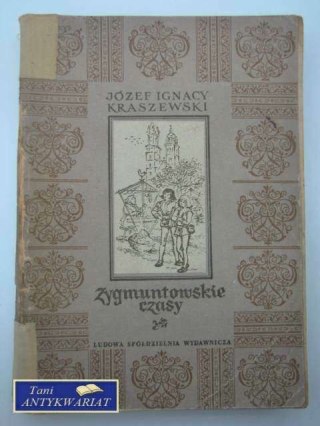 JÓZEF IGNACY
KRASZEWSKI
Zygmuntowskie
czasy
LUDOWA SPÓŁDZIELNIA WYDAWNICZA
Tani
ANTYKWARIAT